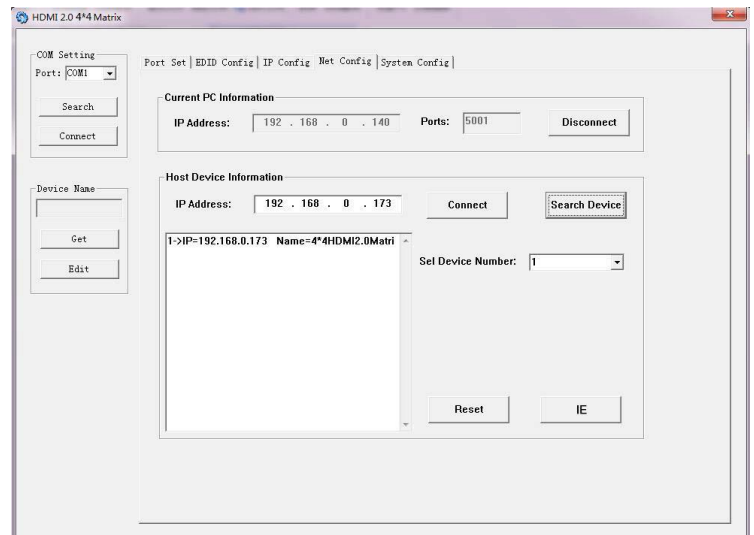 HDMI 2.0 4*4 Matrix
COM Setting
Port: COM1
Search
Connect
Device Name
Get
Edit
Port Set EDID Config IP Config Net Config System Config
Current PC Information
IP Address: 192 . 168 . 0 . 140 Ports: 5001 Disconnect
Host Device Information
IP Address: 192 . 168 . 0 . 173 Connect Search Device
1->IP=192.168.0.173 Name=4*4HDMI2.0Matri
Sel Device Number: 1
Reset IE